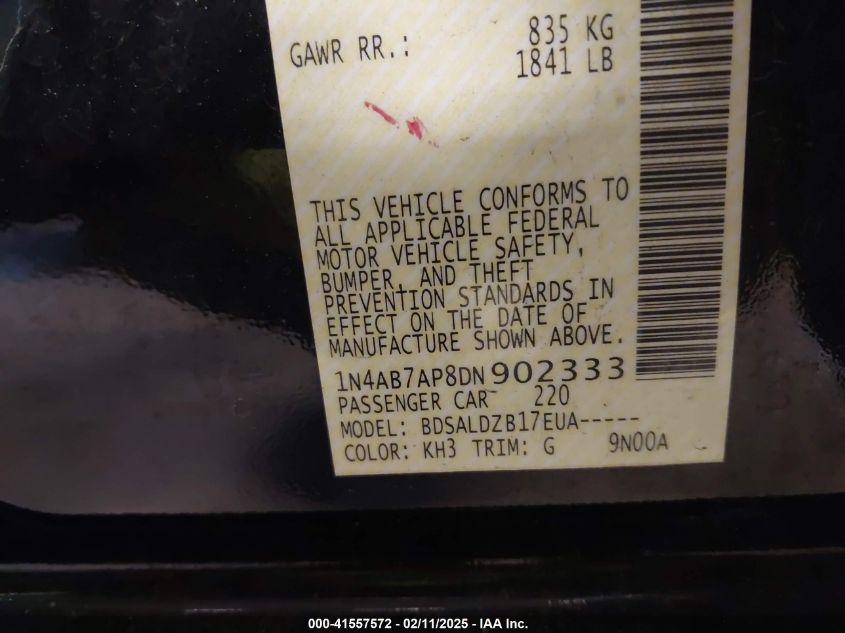 GAWR RR.: 835 KG
1841 LB
THIS VEHICLE CONFORMS TO
ALL APPLICABLE FEDERAL
MOTOR VEHICLE SAFETY,
BUMPER, AND THEFT
PREVENTION STANDARDS IN
EFFECT ON THE DATE OF
MANUFACTURE SHOWN ABOVE.
1N4AB7AP8DN902333
PASSENGER CAR 220
MODEL: BDSALDZB17EUA-----
COLOR: KH3 TRIM: G 9N00A
000-41557572 — 02/11/2025 — IAA Inc.